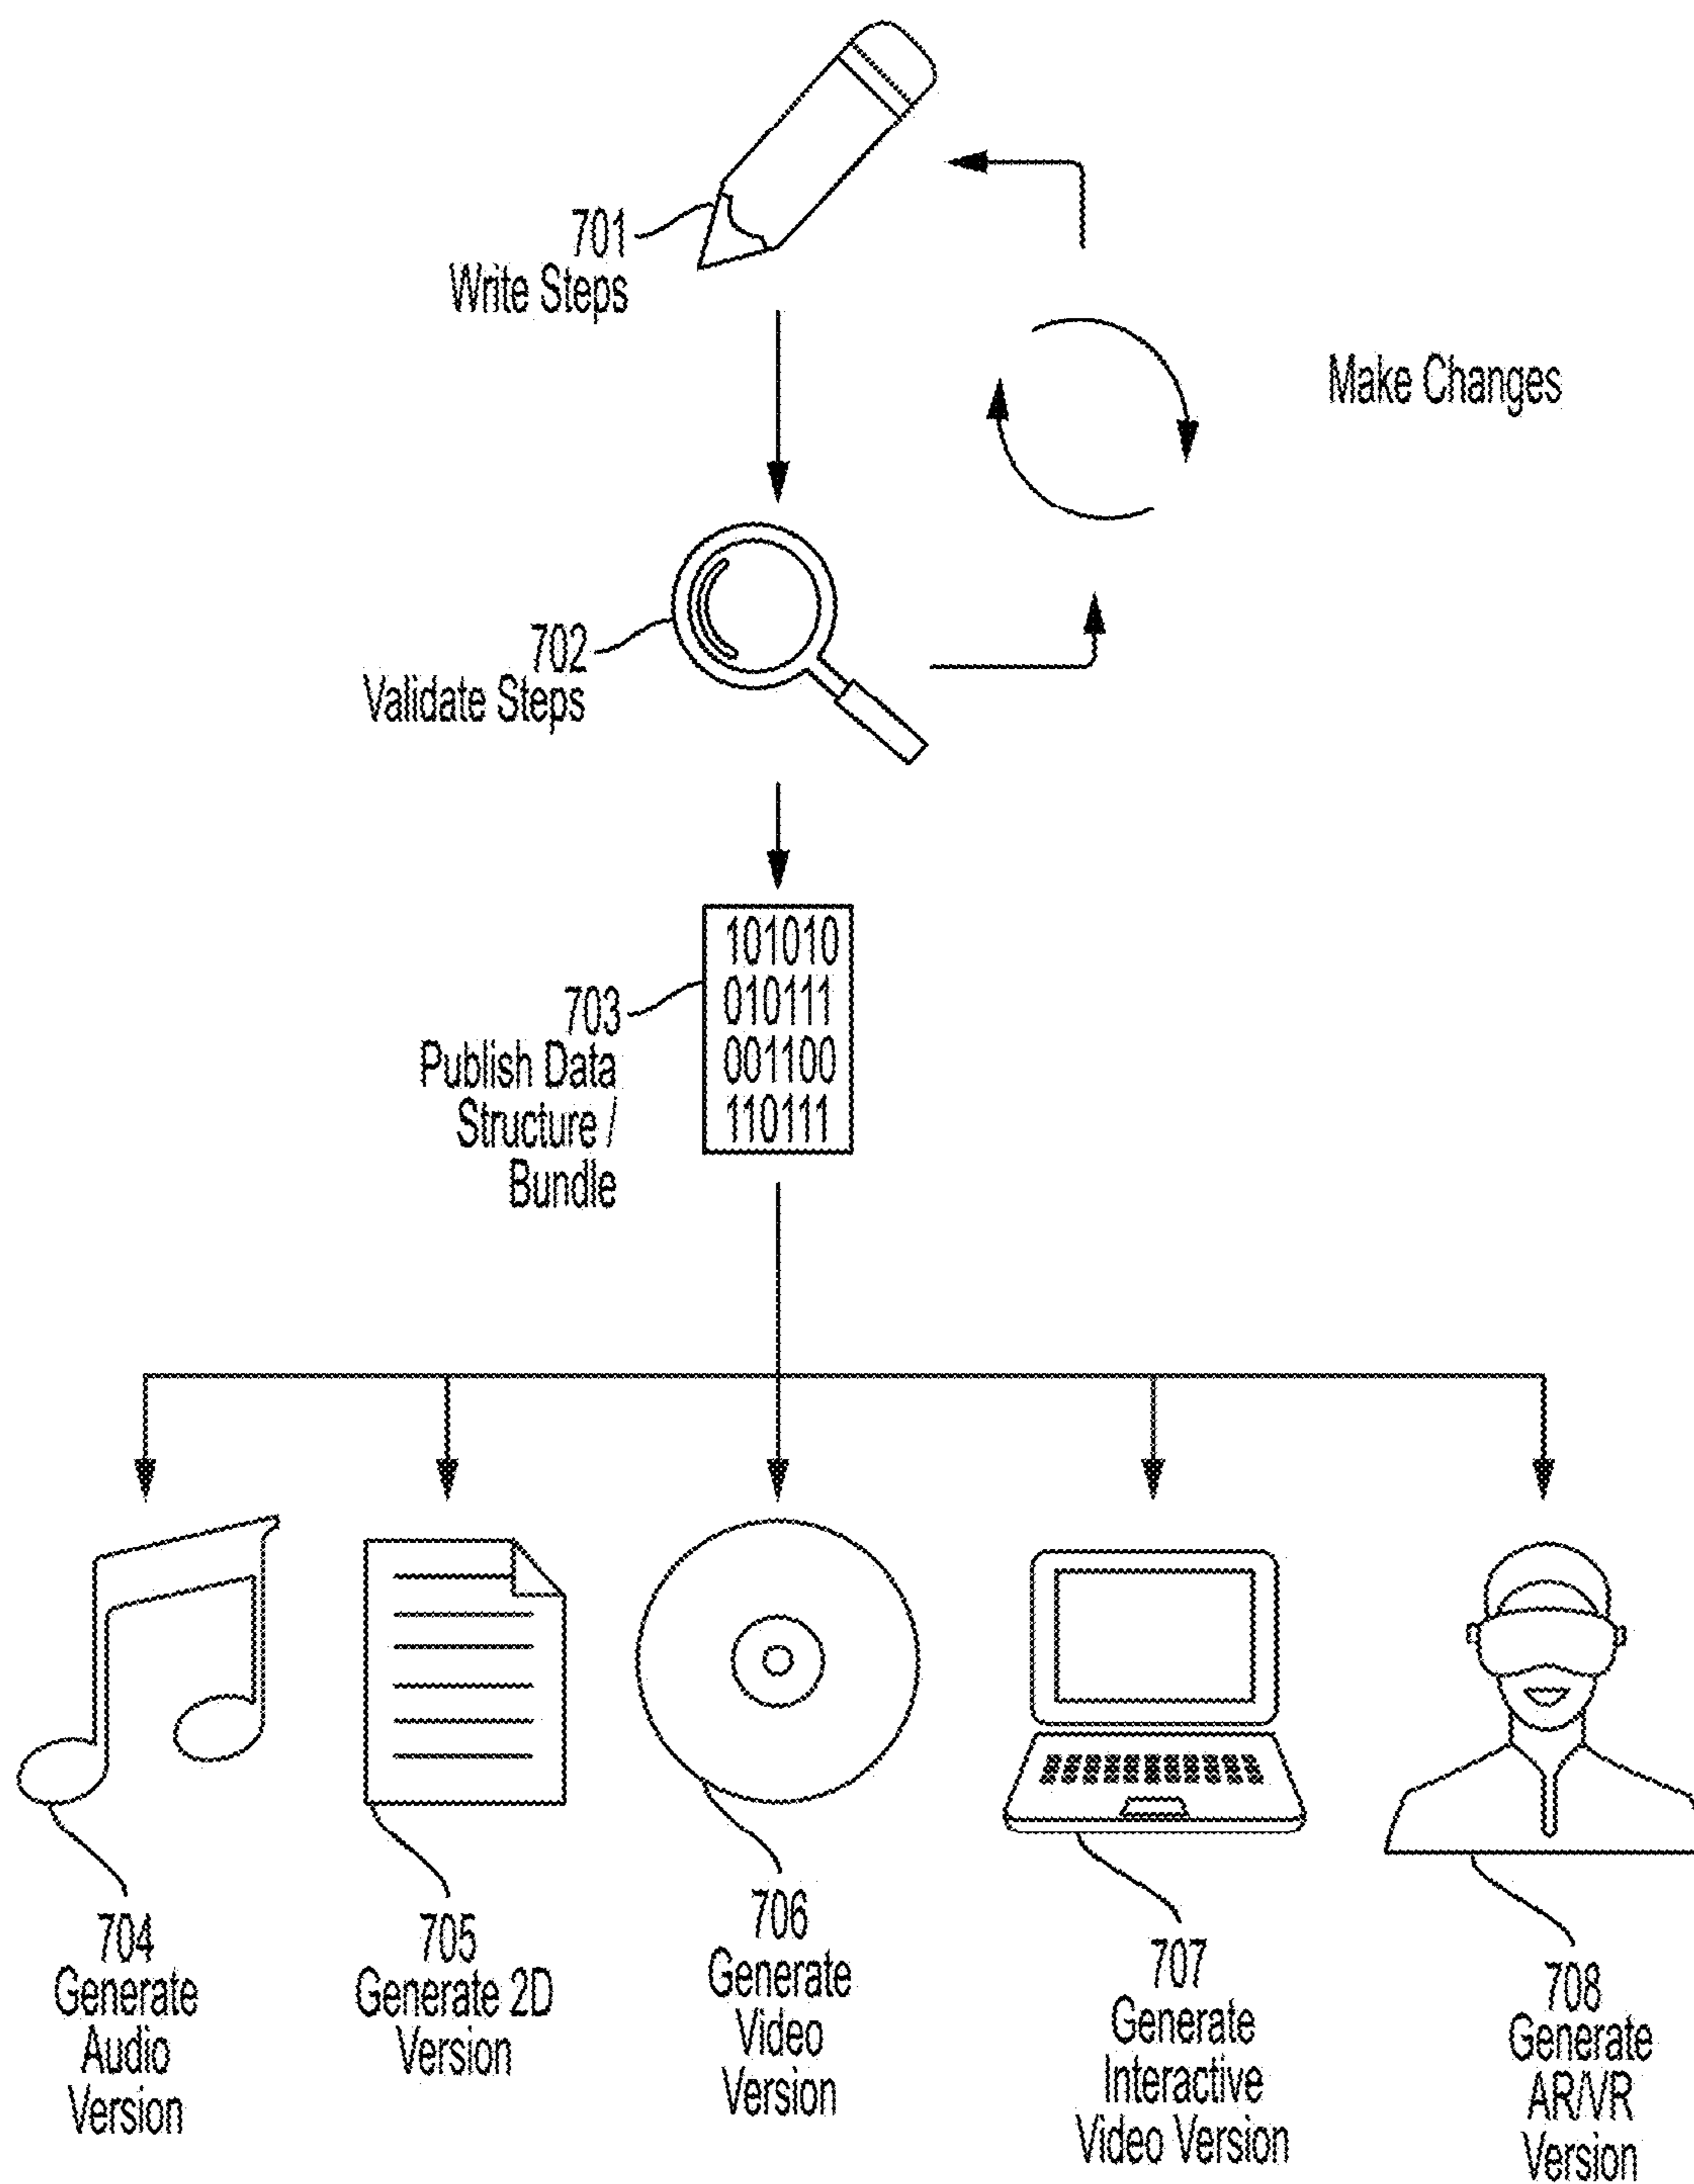 701
Write Steps
Make Changes
702
Validate Steps
101010
010111
001100
110111
703
Publish Data
Structure /
Bundle
704
Generate
Audio
Version
705
Generate 2D
Version
706
Generate
Video
Version
707
Generate
Interactive
Video Version
708
Generate
AR/VR
Version